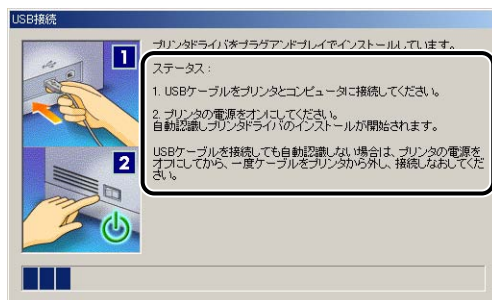 USB接続
1
プリンタドライバをプラグアンドプレイでインストールしています。
ステータス：
1. USBケーブルをプリンタとコンピュータに接続してください。
2. プリンタの電源をオンにしてください。
自動認識しプリンタドライバのインストールが開始されます。
USBケーブルを接続しても自動認識しない場合は、プリンタの電源を
オフにしてから、一度ケーブルをプリンタから外し、接続しなおしてくだ
さい。
2